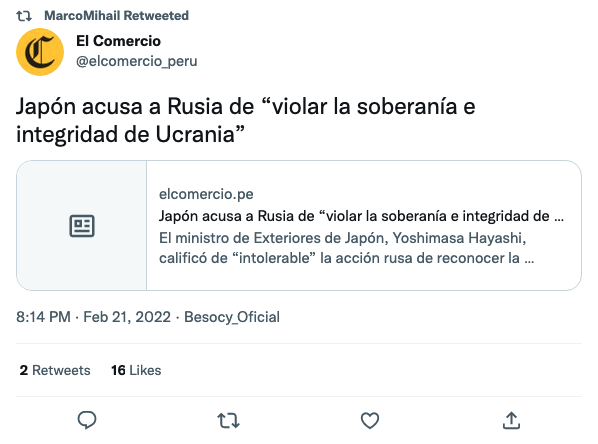 MarcoMihail Retweeted
El Comercio
@elcomercio_peru
Japón acusa a Rusia de “violar la soberanía e
integridad de Ucrania”
elcomercio.pe
Japón acusa a Rusia de “violar la soberanía e integridad de ...
El ministro de Exteriores de Japón, Yoshimasa Hayashi,
calificó de “intolerable” la acción rusa de reconocer la ...
8:14 PM · Feb 21, 2022 · Besocy_Oficial
2 Retweets 16 Likes